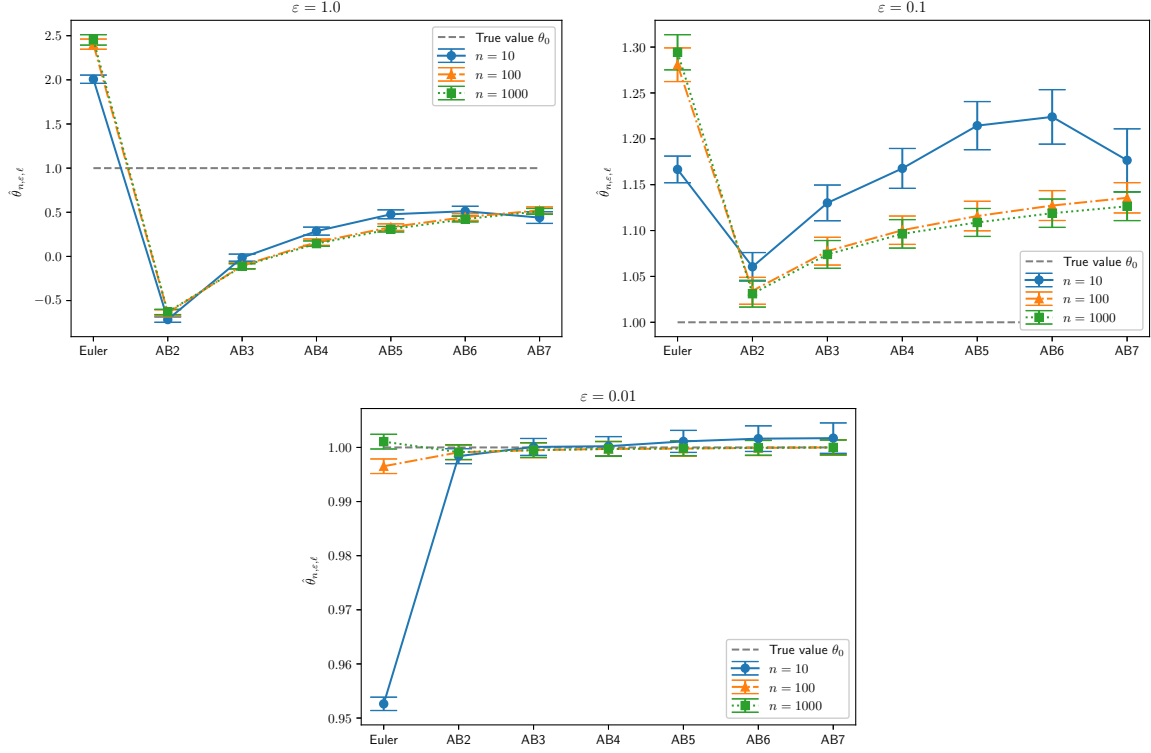 ε = 1.0
2.5
2.0
1.5
1.0
0.5
0.0
−0.5
θ̂n,ε,ℓ
True value θ0
n = 10
n = 100
n = 1000
Euler AB2 AB3 AB4 AB5 AB6 AB7
ε = 0.1
1.30
1.25
1.20
1.15
1.10
1.05
1.00
θ̂n,ε,ℓ
True value θ0
n = 10
n = 100
n = 1000
Euler AB2 AB3 AB4 AB5 AB6 AB7
ε = 0.01
1.00
0.99
0.98
0.97
0.96
0.95
θ̂n,ε,ℓ
True value θ0
n = 10
n = 100
n = 1000
Euler AB2 AB3 AB4 AB5 AB6 AB7